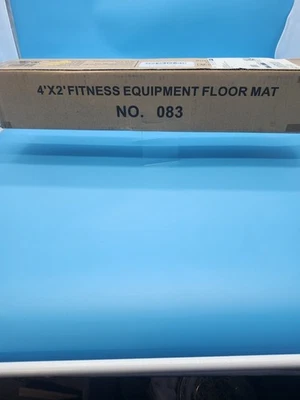 4'X2' FITNESS EQUIPMENT FLOOR MAT
NO. 083